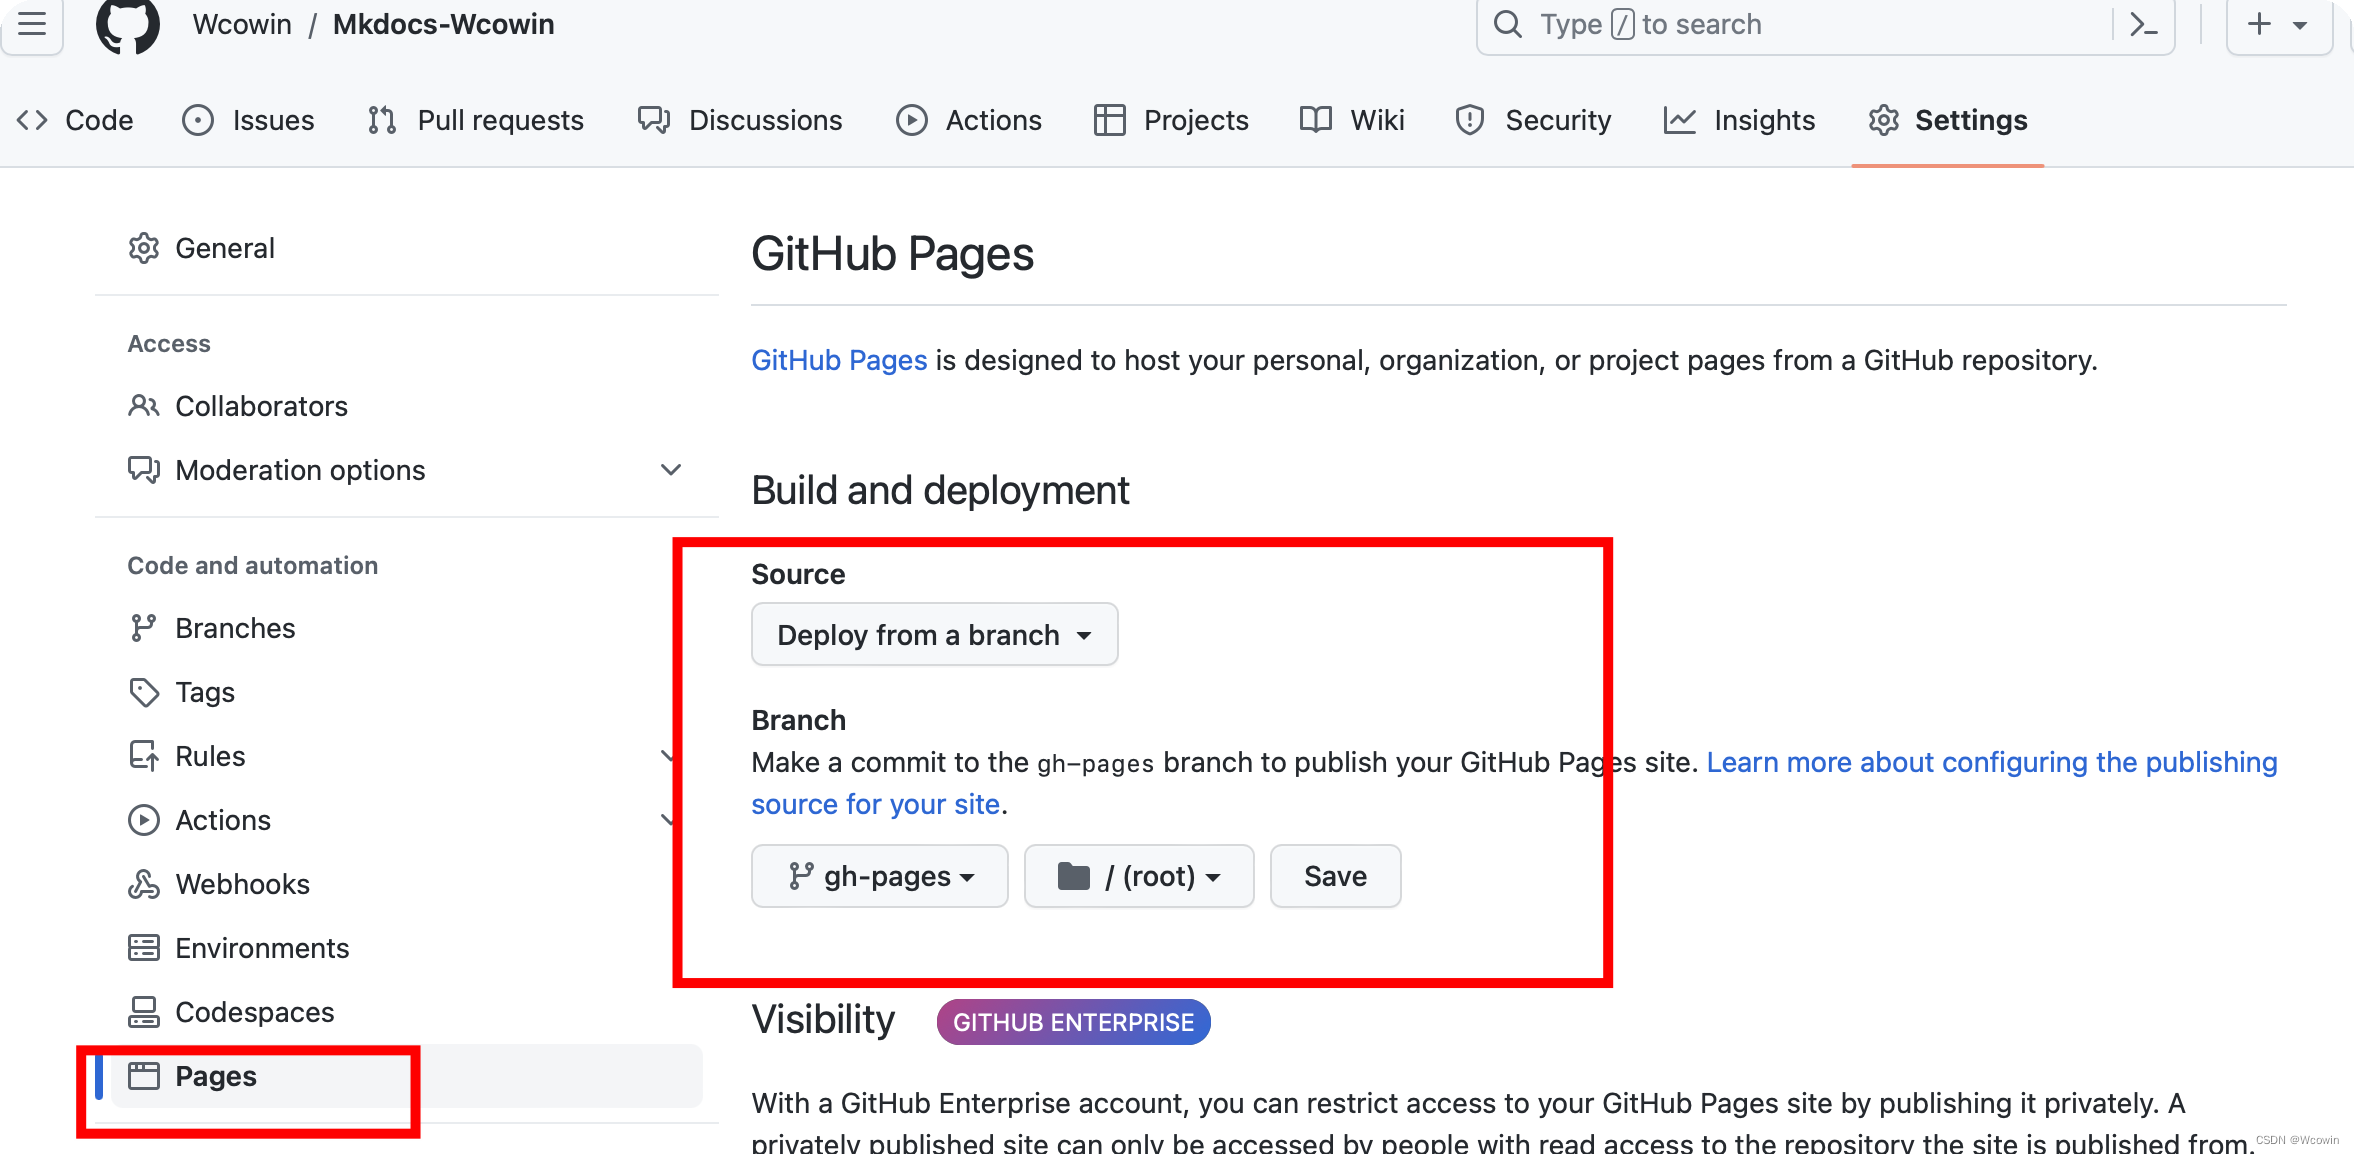 Wcowin / Mkdocs-Wcowin
Type / to search
Code Issues Pull requests Discussions Actions Projects Wiki Security Insights Settings
General
Access
Collaborators
Moderation options
Code and automation
Branches
Tags
Rules
Actions
Webhooks
Environments
Codespaces
Pages
GitHub Pages
GitHub Pages is designed to host your personal, organization, or project pages from a GitHub repository.
Build and deployment
Source
Deploy from a branch
Branch
Make a commit to the gh-pages branch to publish your GitHub Pages site. Learn more about configuring the publishing
source for your site.
gh-pages / (root) Save
Visibility GITHUB ENTERPRISE
With a GitHub Enterprise account, you can restrict access to your GitHub Pages site by publishing it privately. A
privately published site can only be accessed by people with read access to the repository the site is published from.
CSDN @Wcowin